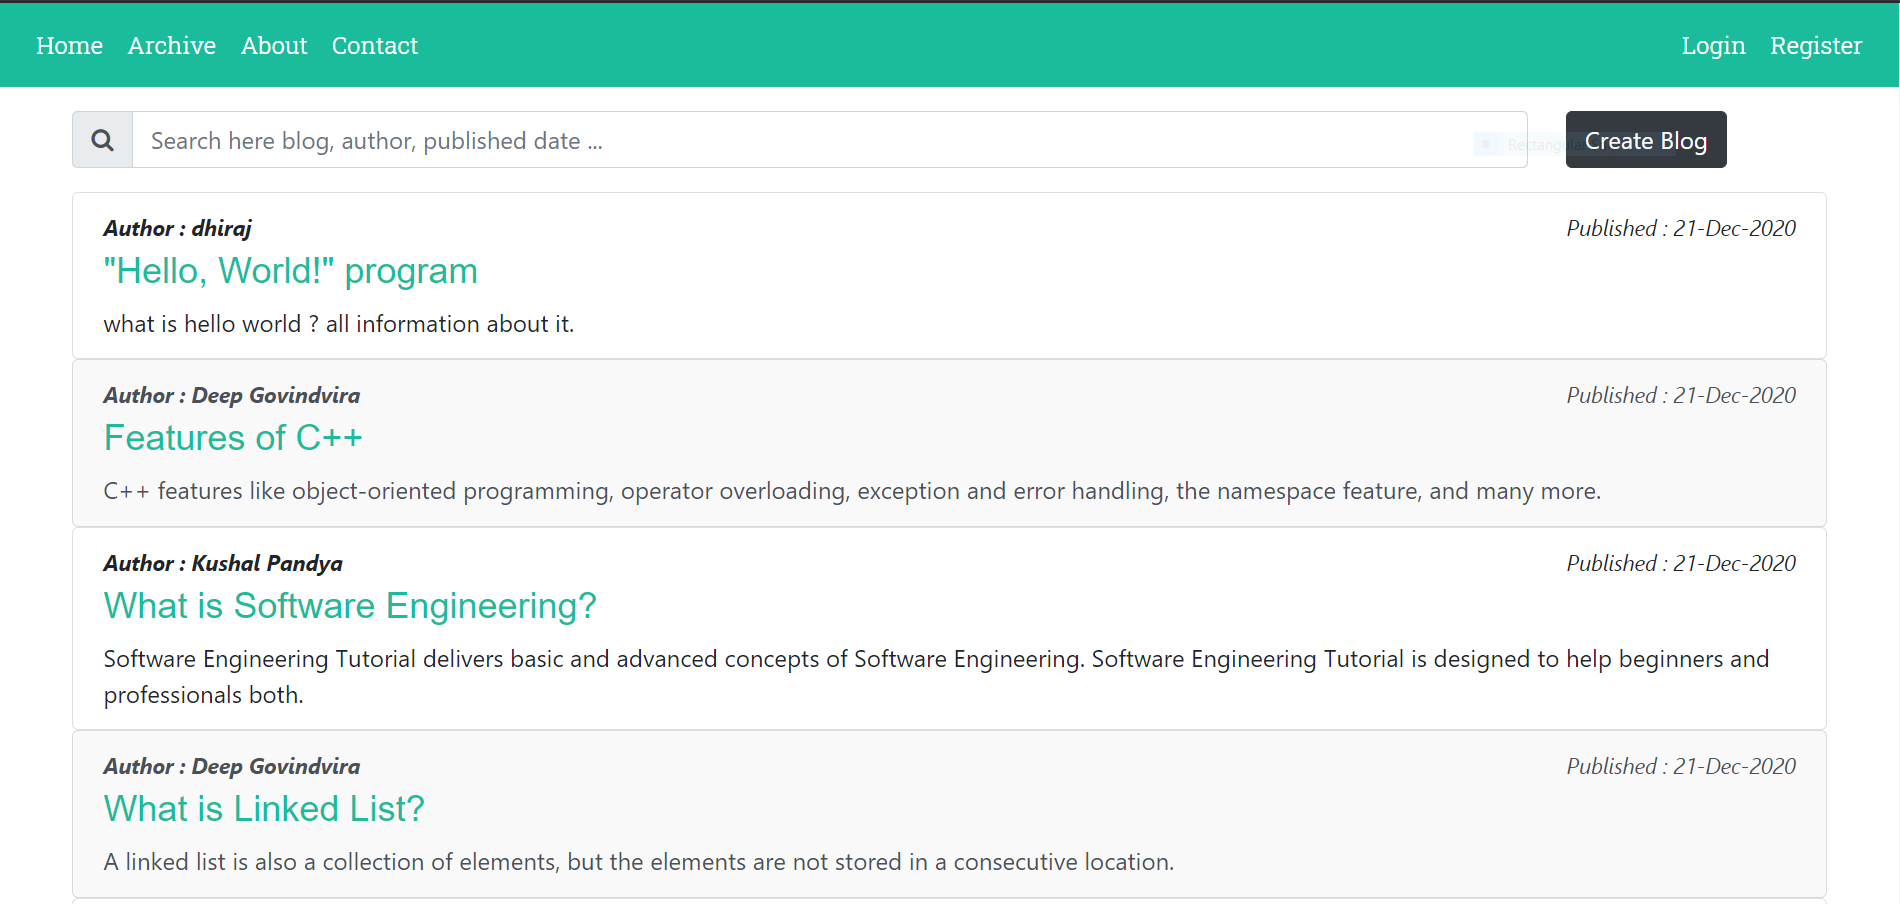 Home Archive About Contact Login Register
Search here blog, author, published date ... Create Blog
Author : dhiraj Published : 21-Dec-2020
"Hello, World!" program
what is hello world ? all information about it.
Author : Deep Govindvira Published : 21-Dec-2020
Features of C++
C++ features like object-oriented programming, operator overloading, exception and error handling, the namespace feature, and many more.
Author : Kushal Pandya Published : 21-Dec-2020
What is Software Engineering?
Software Engineering Tutorial delivers basic and advanced concepts of Software Engineering. Software Engineering Tutorial is designed to help beginners and
professionals both.
Author : Deep Govindvira Published : 21-Dec-2020
What is Linked List?
A linked list is also a collection of elements, but the elements are not stored in a consecutive location.